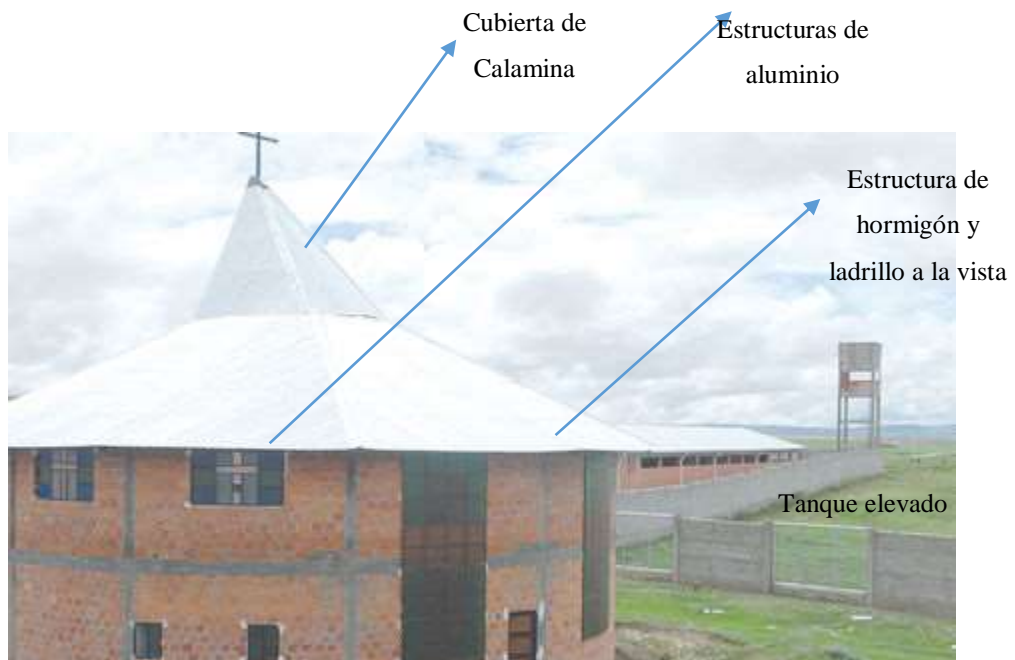 Cubierta de
Calamina
Estructuras de
aluminio
Estructura de
hormigón y
ladrillo a la vista
Tanque elevado